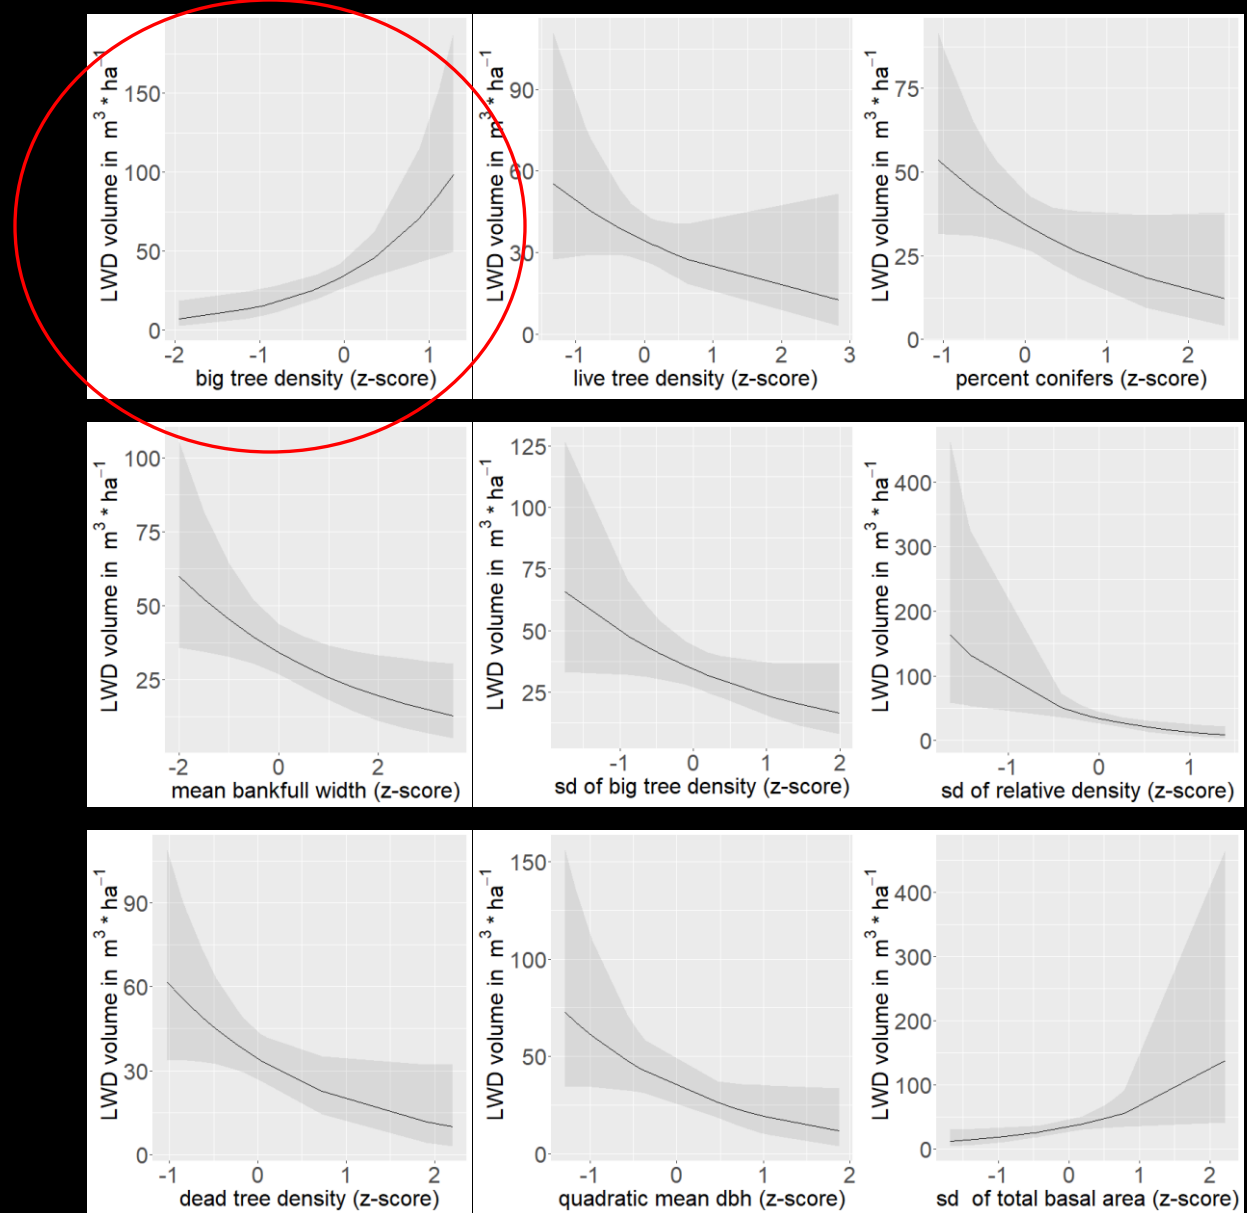 LWD volume in m³ * ha⁻¹
150
100
50
0
-2 -1 0 1
big tree density (z-score)
LWD volume in m³ * ha⁻¹
90
60
30
0
-1 0 1 2 3
live tree density (z-score)
LWD volume in m³ * ha⁻¹
75
50
25
0
-1 0 1 2
percent conifers (z-score)
LWD volume in m³ * ha⁻¹
100
75
50
25
-2 0 2
mean bankfull width (z-score)
LWD volume in m³ * ha⁻¹
125
100
75
50
25
-1 0 1 2
sd of big tree density (z-score)
LWD volume in m³ * ha⁻¹
400
300
200
100
0
-1 0 1
sd of relative density (z-score)
LWD volume in m³ * ha⁻¹
90
60
30
0
-1 0 1 2
dead tree density (z-score)
LWD volume in m³ * ha⁻¹
150
100
50
0
-1 0 1 2
quadratic mean dbh (z-score)
LWD volume in m³ * ha⁻¹
400
300
200
100
0
-1 0 1 2
sd of total basal area (z-score)